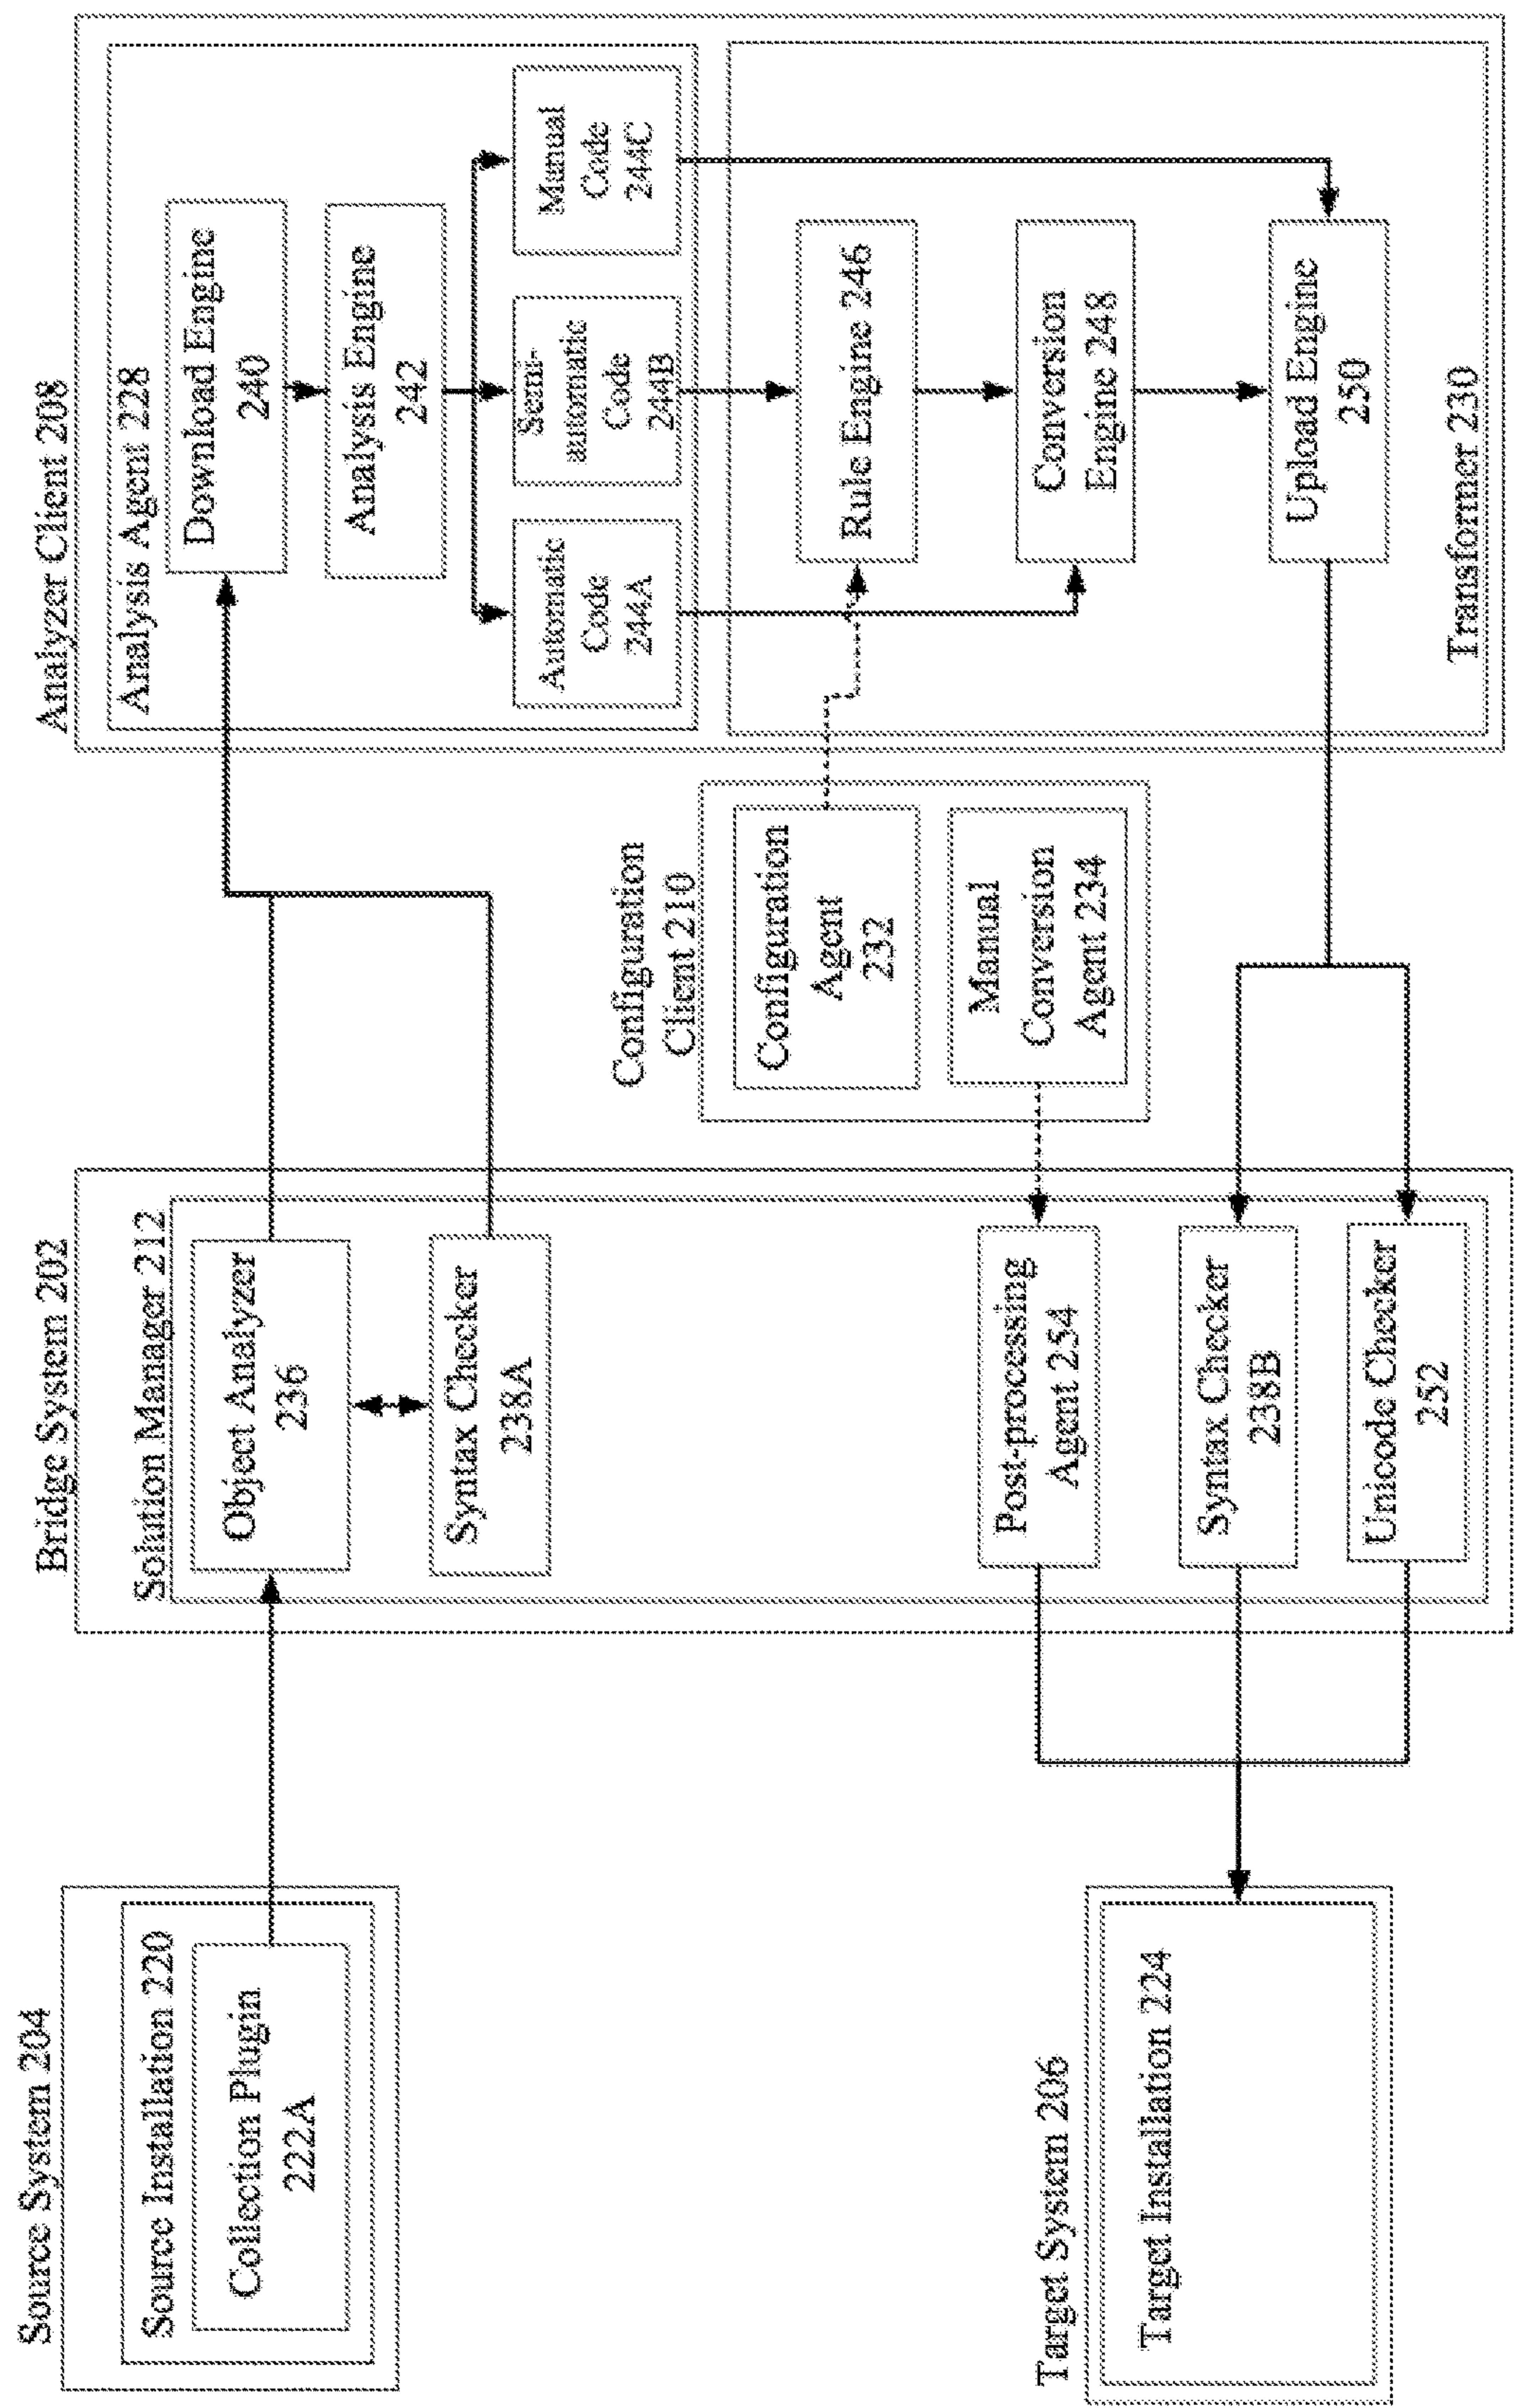 Source System 204
Source Installation 220
Collection Plugin
222A
Target System 206
Target Installation 224
Bridge System 202
Solution Manager 212
Object Analyzer
236
Syntax Checker
238A
Post-processing
Agent 254
Syntax Checker
238B
Unicode Checker
252
Configuration
Client 210
Configuration
Agent
232
Manual
Conversion
Agent 234
Analyzer Client 208
Analysis Agent 228
Download Engine
240
Analysis Engine
242
Automatic
Code
244A
Semi-
automatic
Code
244B
Manual
Code
244C
Rule Engine 246
Conversion
Engine 248
Upload Engine
250
Transformer 230